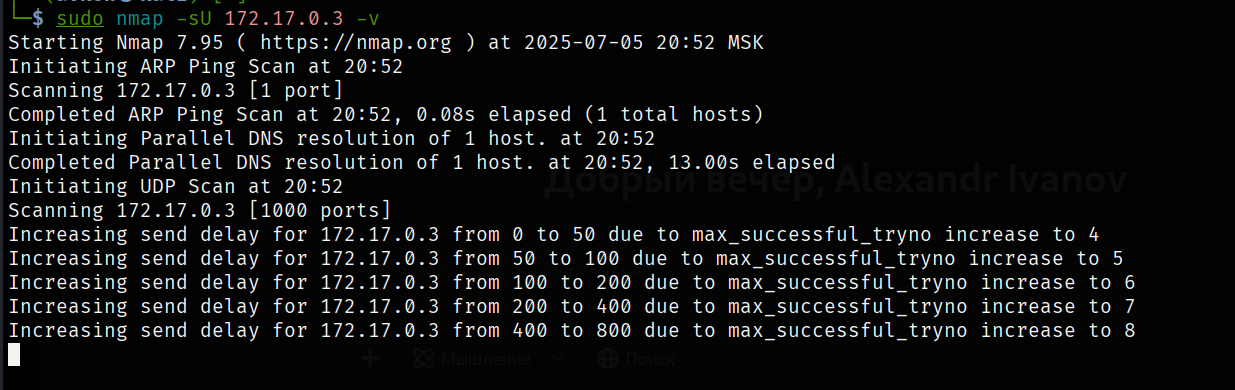 └─$ sudo nmap -sU 172.17.0.3 -v
Starting Nmap 7.95 ( https://nmap.org ) at 2025-07-05 20:52 MSK
Initiating ARP Ping Scan at 20:52
Scanning 172.17.0.3 [1 port]
Completed ARP Ping Scan at 20:52, 0.08s elapsed (1 total hosts)
Initiating Parallel DNS resolution of 1 host. at 20:52
Completed Parallel DNS resolution of 1 host. at 20:52, 13.00s elapsed
Добрый вечер, Alexandr Ivanov
Initiating UDP Scan at 20:52
Scanning 172.17.0.3 [1000 ports]
Increasing send delay for 172.17.0.3 from 0 to 50 due to max_successful_tryno increase to 4
Increasing send delay for 172.17.0.3 from 50 to 100 due to max_successful_tryno increase to 5
Increasing send delay for 172.17.0.3 from 100 to 200 due to max_successful_tryno increase to 6
Increasing send delay for 172.17.0.3 from 200 to 400 due to max_successful_tryno increase to 7
Increasing send delay for 172.17.0.3 from 400 to 800 due to max_successful_tryno increase to 8
Мышление Поиск